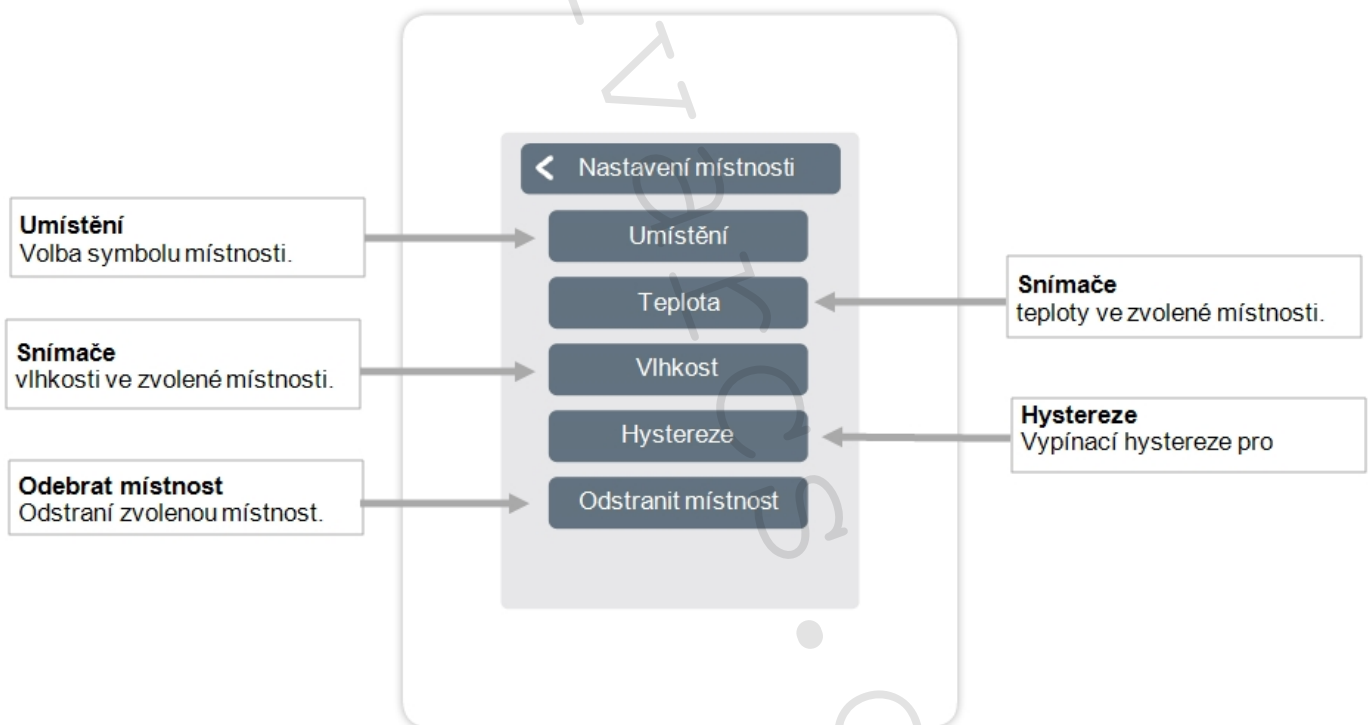 Nastavení místnosti
Umístění
Teplota
Vlhkost
Hystereze
Odstranit místnost
Umístění
Volba symbolu místnosti.
Snímače
vlhkosti ve zvolené místnosti.
Odebrat místnost
Odstraní zvolenou místnost.
Snímače
teploty ve zvolené místnosti.
Hystereze
Vypínací hystereze pro